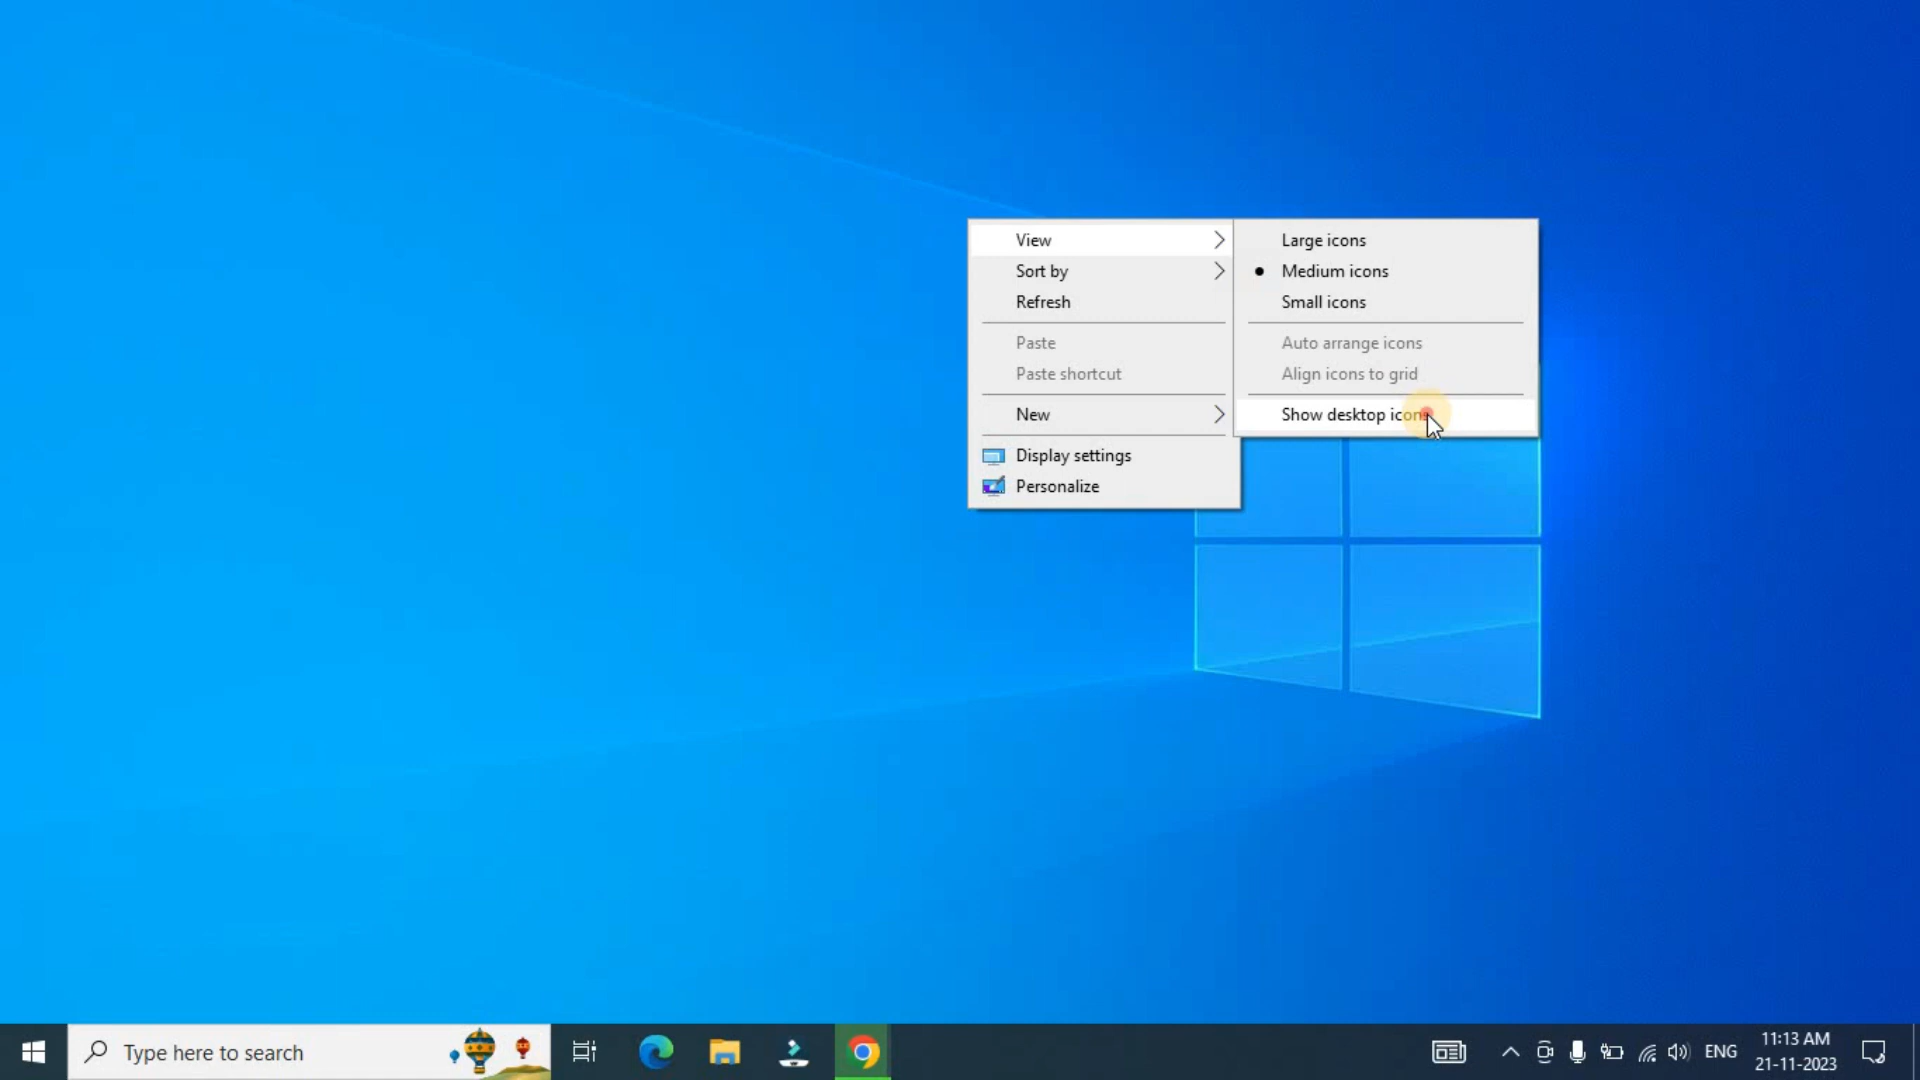 View
Sort by
Refresh
Paste
Paste shortcut
New
Display settings
Personalize
Large icons
Medium icons
Small icons
Auto arrange icons
Align icons to grid
Show desktop icons
Type here to search
ENG
11:13 AM
21-11-2023